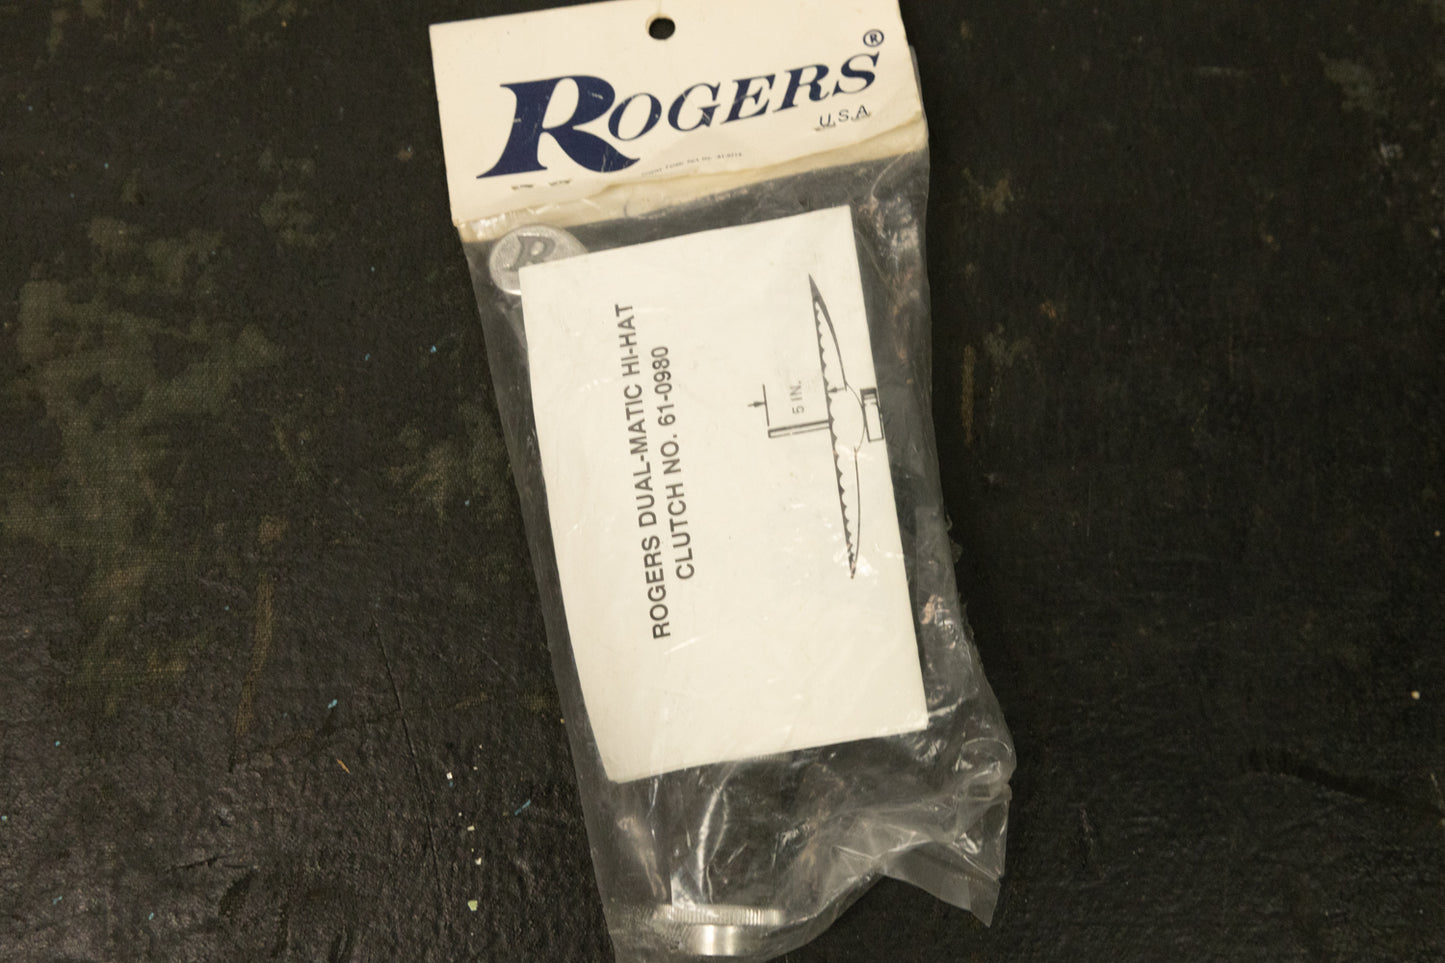 ROGERS®
U.S.A
ROGERS DUAL-MATIC HI-HAT
CLUTCH NO. 61-0980
5 IN.
R